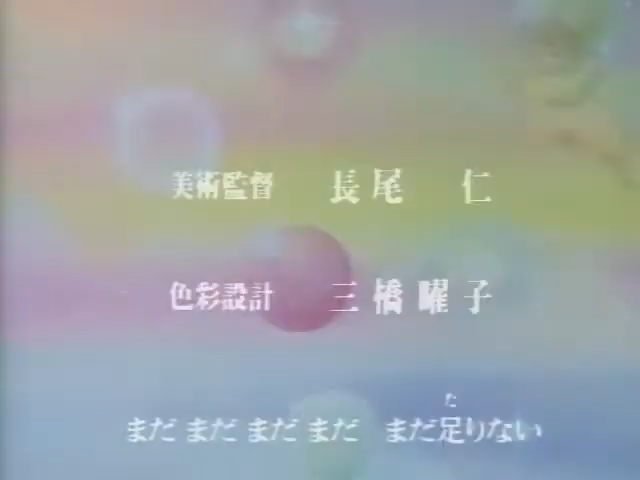 美術監督 長尾 仁
色彩設計 三橋曜子
た
まだ まだ まだ まだ まだ足りない